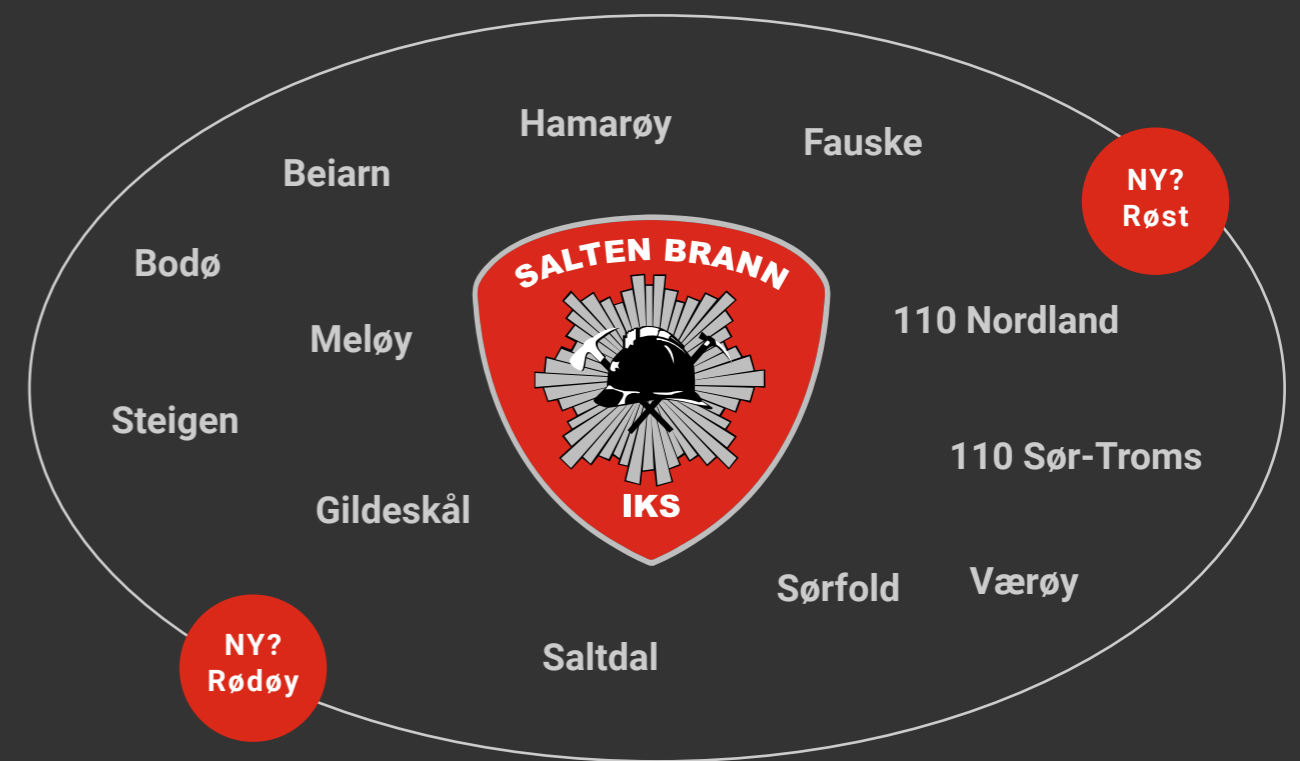 Hamarøy
Fauske
Beiarn
NY?
Røst
Bodø
SALTEN BRANN
110 Nordland
Meløy
Steigen
110 Sør-Troms
IKS
Gildeskål
Værøy
Sørfold
NY?
Rødøy
Saltdal